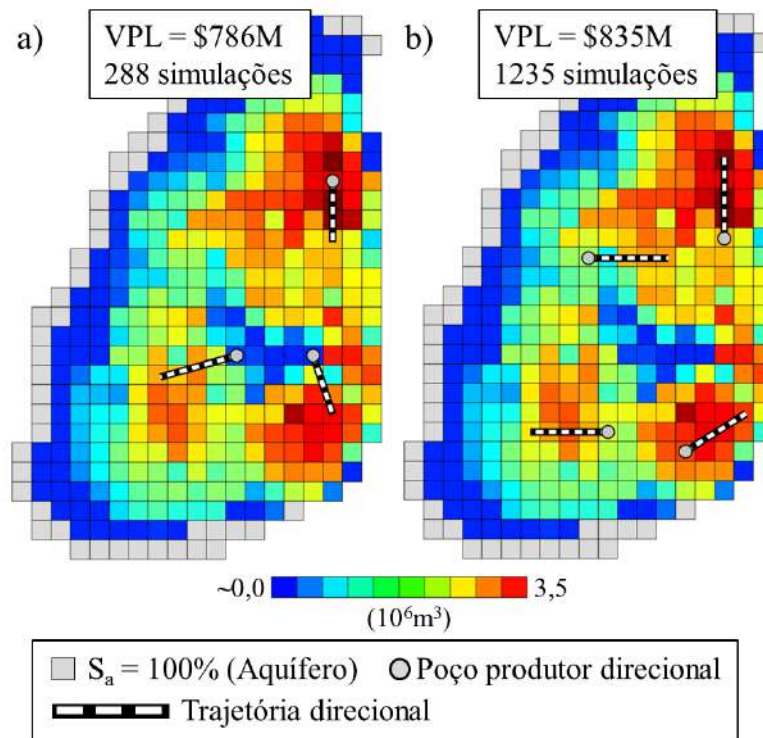 a)
VPL = $786M
288 simulações
b)
VPL = $835M
1235 simulações
~0,0
3,5
(10⁶m³)
Sₐ = 100% (Aquífero)
Poço produtor direcional
Trajetória direcional